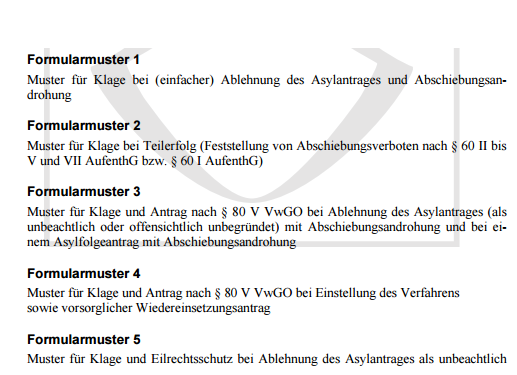 Formularmuster 1
Muster für Klage bei (einfacher) Ablehnung des Asylantrages und Abschiebungsan-
drohung
Formularmuster 2
Muster für Klage bei Teilerfolg (Feststellung von Abschiebungsverboten nach § 60 II bis
V und VII AufenthG bzw. § 60 I AufenthG)
Formularmuster 3
Muster für Klage und Antrag nach § 80 V VwGO bei Ablehnung des Asylantrages (als
unbeachtlich oder offensichtlich unbegründet) mit Abschiebungsandrohung und bei ei-
nem Asylfolgeantrag mit Abschiebungsandrohung
Formularmuster 4
Muster für Klage und Antrag nach § 80 V VwGO bei Einstellung des Verfahrens
sowie vorsorglicher Wiedereinsetzungsantrag
Formularmuster 5
Muster für Klage und Eilrechtsschutz bei Ablehnung des Asylantrages als unbeachtlich